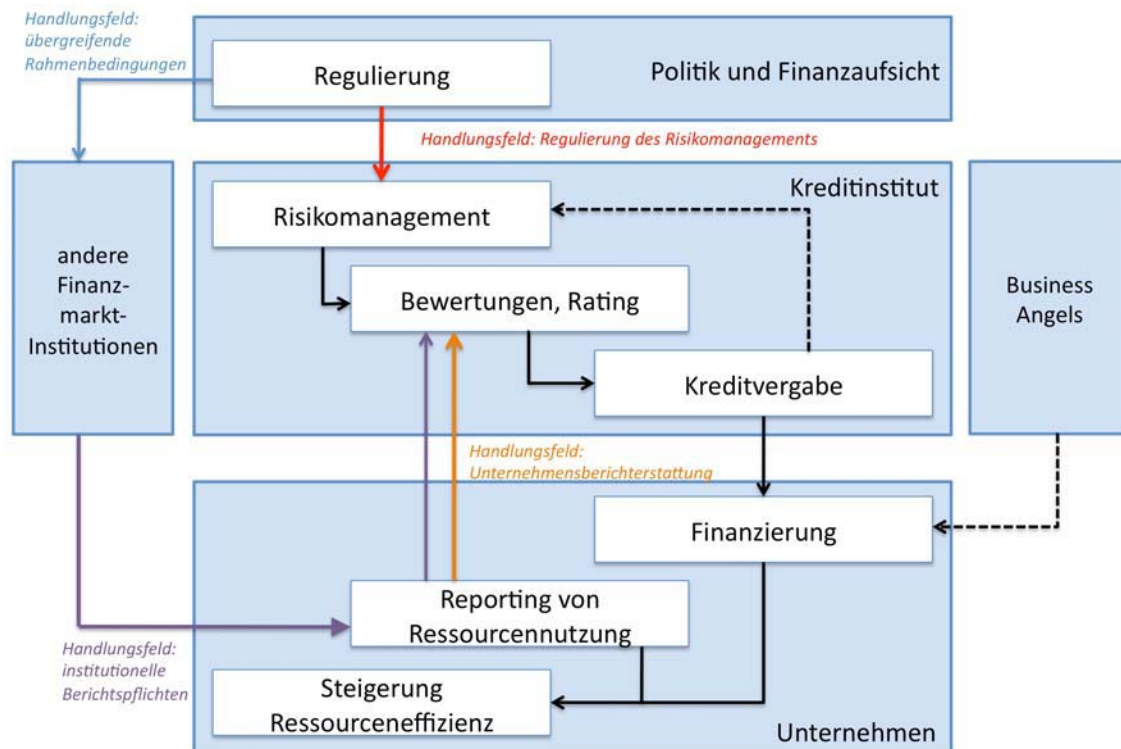 Handlungsfeld:
übergreifende
Rahmenbedingungen
Regulierung
Politik und Finanzaufsicht
Handlungsfeld: Regulierung des Risikomanagements
Kreditinstitut
Risikomanagement
andere
Finanz-
markt-
Institutionen
Bewertungen, Rating
Business
Angels
Kreditvergabe
Handlungsfeld:
Unternehmensberichterstattung
Finanzierung
Reporting von
Ressourcennutzung
Handlungsfeld:
institutionelle
Berichtspflichten
Steigerung
Ressourceneffizienz
Unternehmen